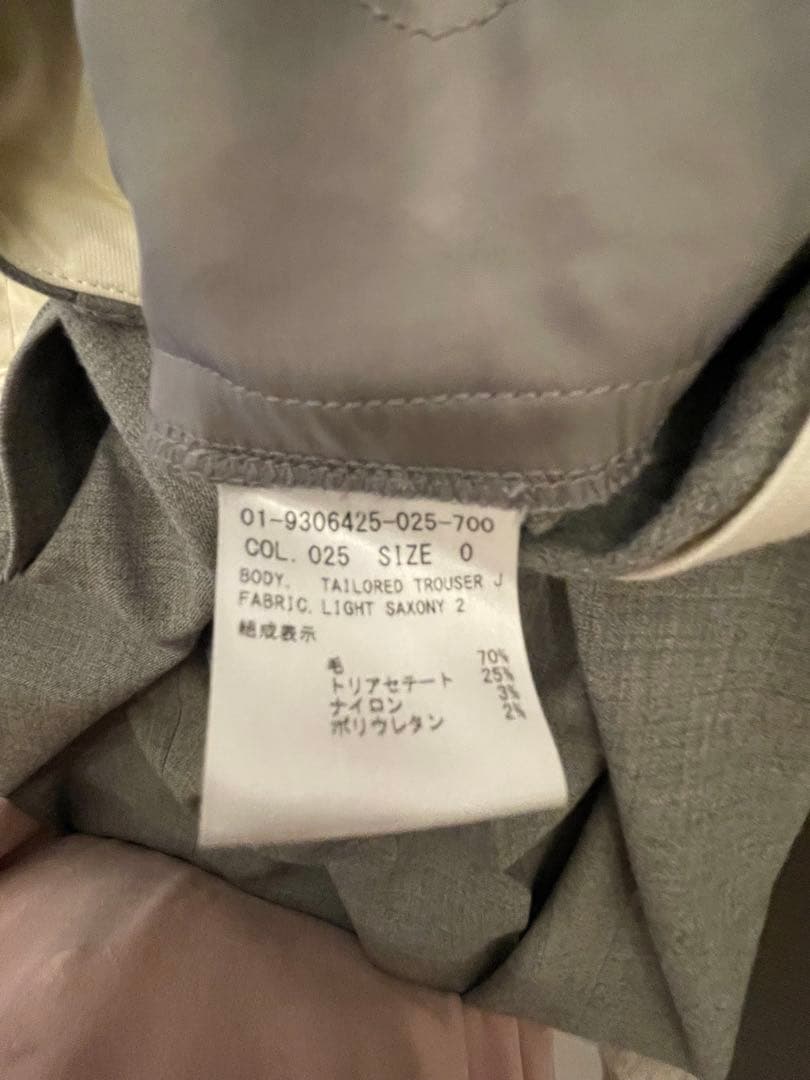 01-9306425-025-700
COL. 025 SIZE 0
BODY. TAILORED TROUSER J
FABRIC. LIGHT SAXONY 2
組成表示
毛 70%
トリアセテート 25%
ナイロン 3%
ポリウレタン 2%